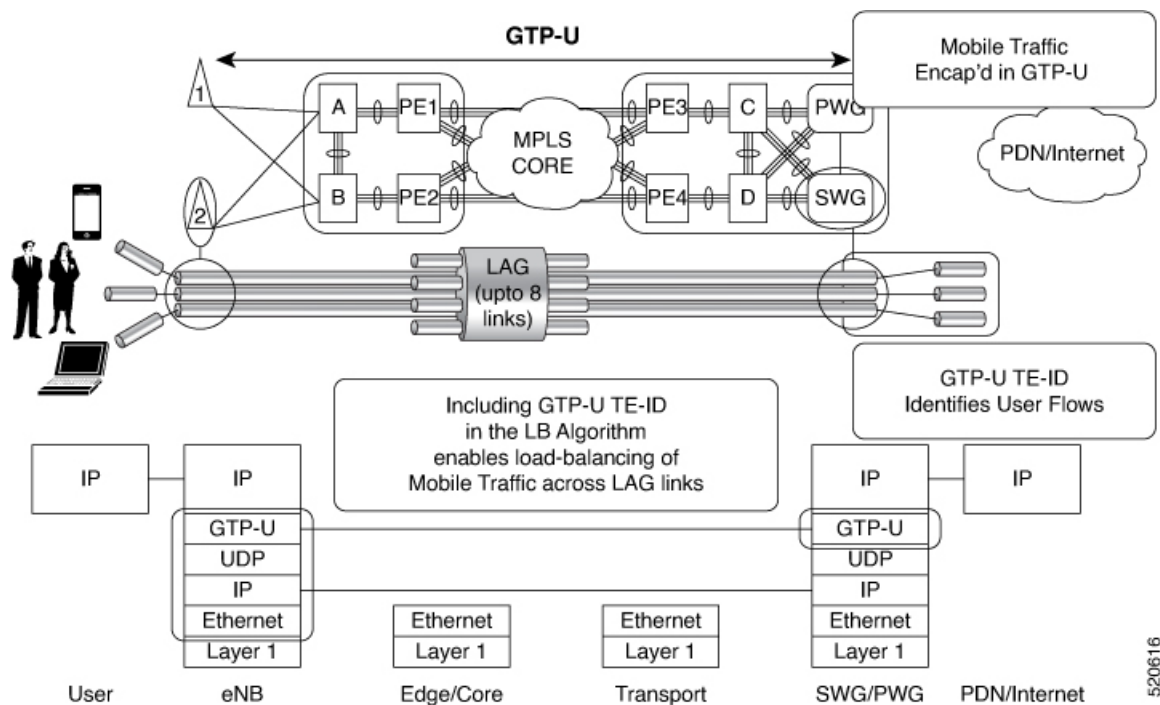 GTP-U
Mobile Traffic
Encap'd in GTP-U
1
A
PE1
MPLS
CORE
PE3
C
PWG
PDN/Internet
2
B
PE2
PE4
D
SWG
LAG
(upto 8
links)
GTP-U TE-ID
Identifies User Flows
Including GTP-U TE-ID
in the LB Algorithm
enables load-balancing of
Mobile Traffic across LAG links
IP
IP
IP
IP
GTP-U
GTP-U
UDP
UDP
IP
IP
Ethernet
Ethernet
Ethernet
Ethernet
Layer 1
Layer 1
Layer 1
Layer 1
User
eNB
Edge/Core
Transport
SWG/PWG
PDN/Internet
520616